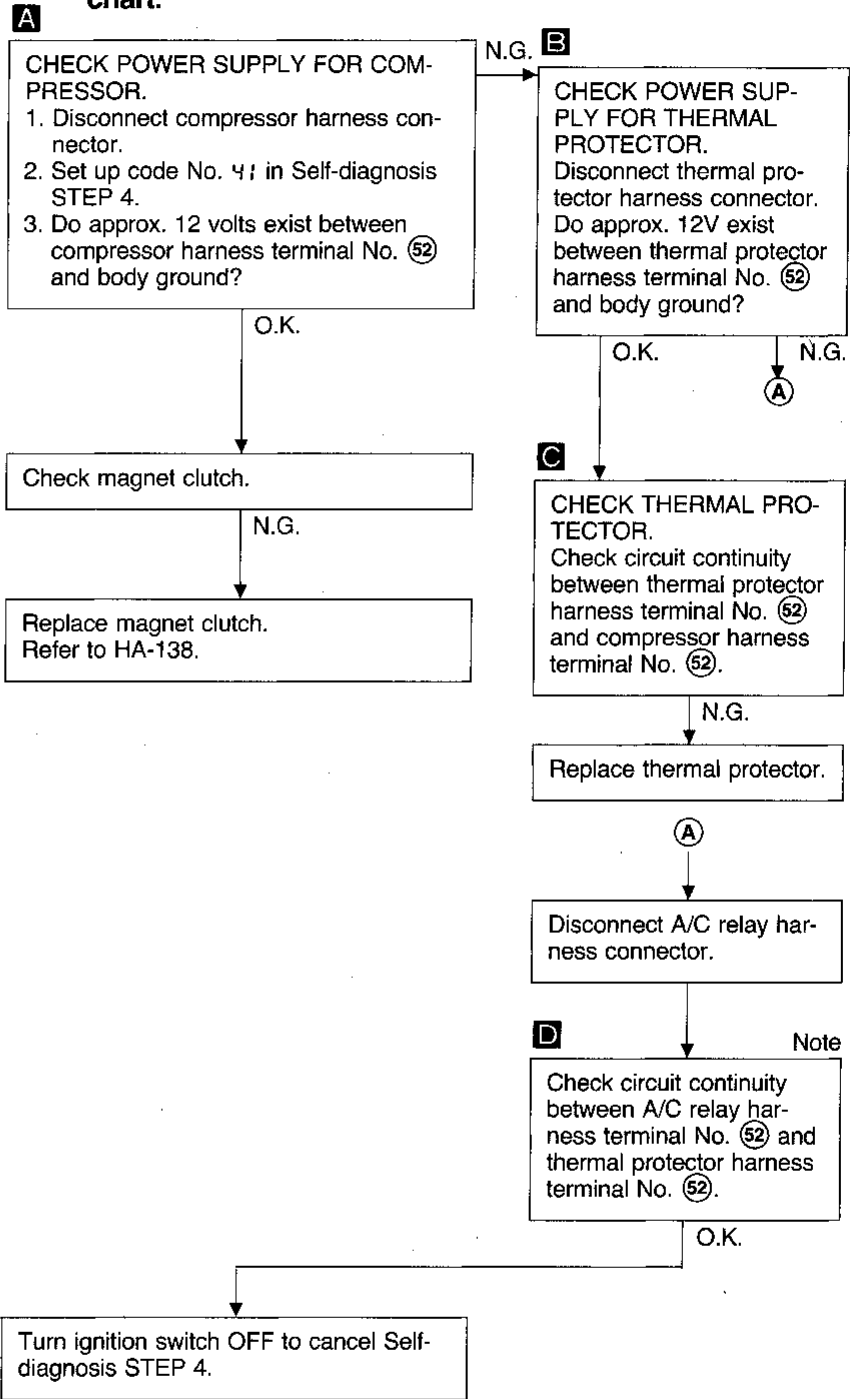 chart.
A
CHECK POWER SUPPLY FOR COM-
PRESSOR.
1. Disconnect compressor harness con-
nector.
2. Set up code No. 41 in Self-diagnosis
STEP 4.
3. Do approx. 12 volts exist between
compressor harness terminal No. 52
and body ground?
N.G.
B
CHECK POWER SUP-
PLY FOR THERMAL
PROTECTOR.
Disconnect thermal pro-
tector harness connector.
Do approx. 12V exist
between thermal protector
harness terminal No. 52
and body ground?
O.K.
O.K.
N.G.
A
Check magnet clutch.
N.G.
Replace magnet clutch.
Refer to HA-138.
C
CHECK THERMAL PRO-
TECTOR.
Check circuit continuity
between thermal protector
harness terminal No. 52
and compressor harness
terminal No. 52.
N.G.
Replace thermal protector.
A
Disconnect A/C relay har-
ness connector.
D
Note
Check circuit continuity
between A/C relay har-
ness terminal No. 52 and
thermal protector harness
terminal No. 52.
O.K.
Turn ignition switch OFF to cancel Self-
diagnosis STEP 4.